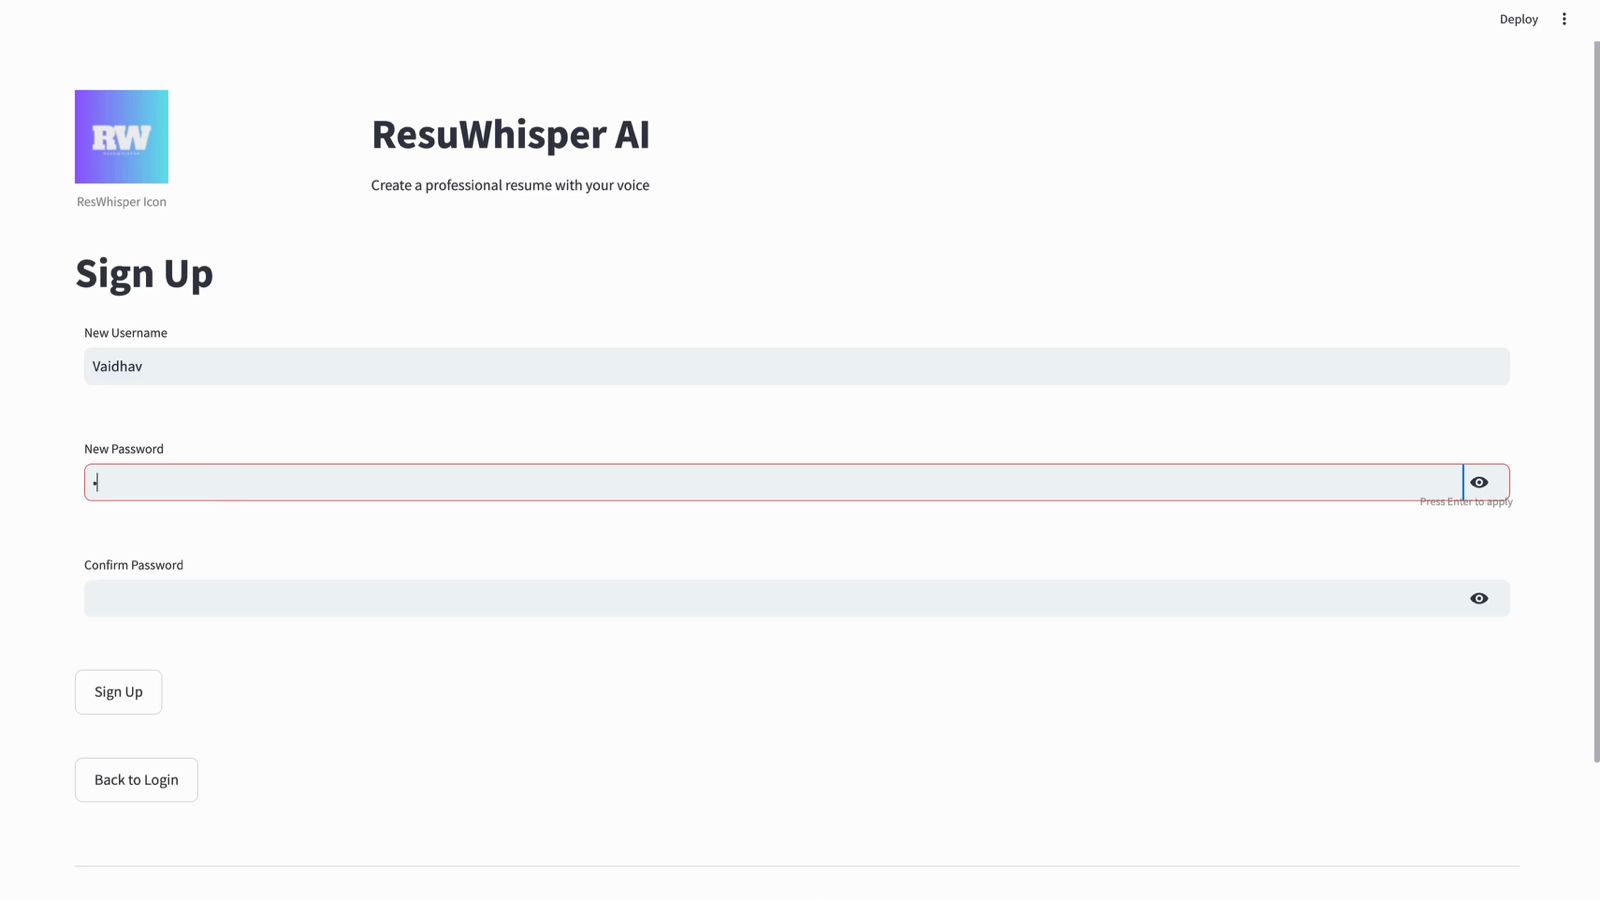 Deploy
RW
ResuWhisper AI
Create a professional resume with your voice
ResWhisper Icon
Sign Up
New Username
Vaidhav
New Password
•
Press Enter to apply
Confirm Password
Sign Up
Back to Login